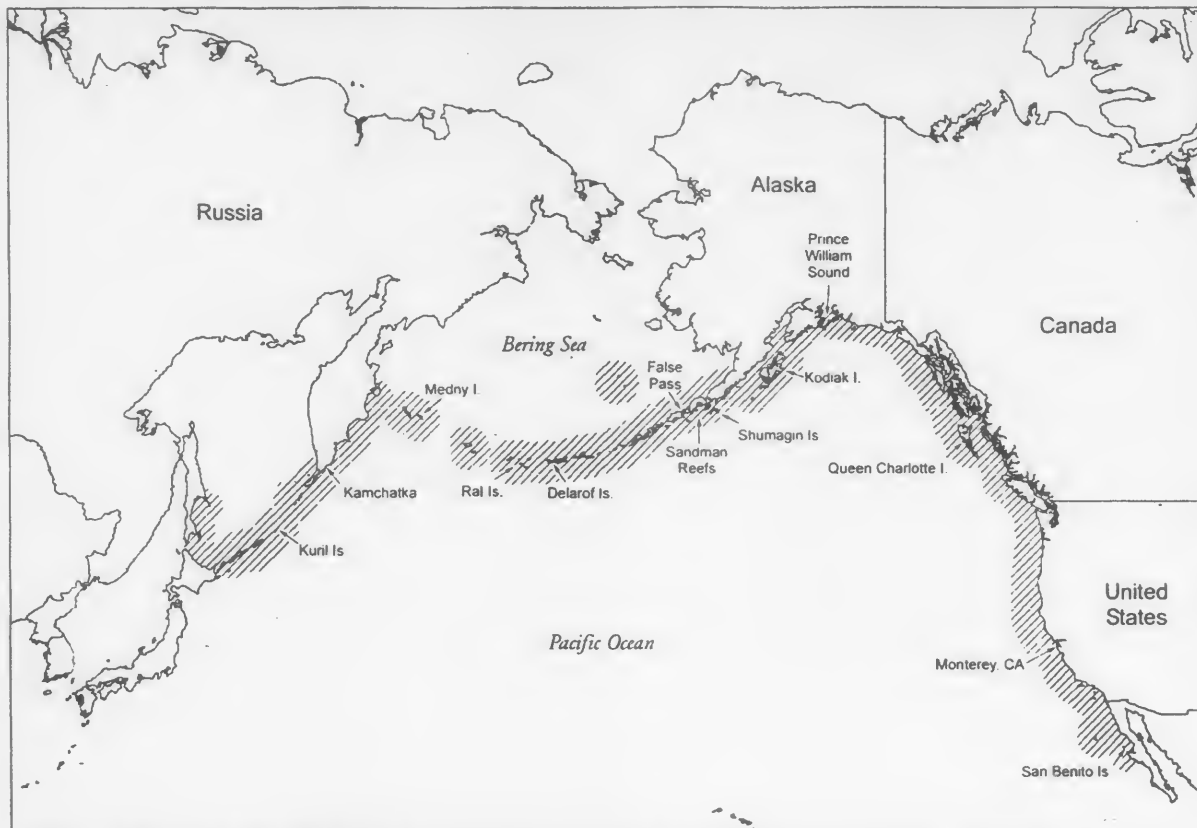 Russia
Alaska
Prince
William
Sound
Canada
Bering Sea
False
Pass
Medny I.
Kodiak I.
Shumagin Is
Sandman
Reefs
Queen Charlotte I.
Kamchatka
Rat Is.
Delarof Is.
Kuril Is
United
States
Pacific Ocean
Monterey, CA
San Benito Is